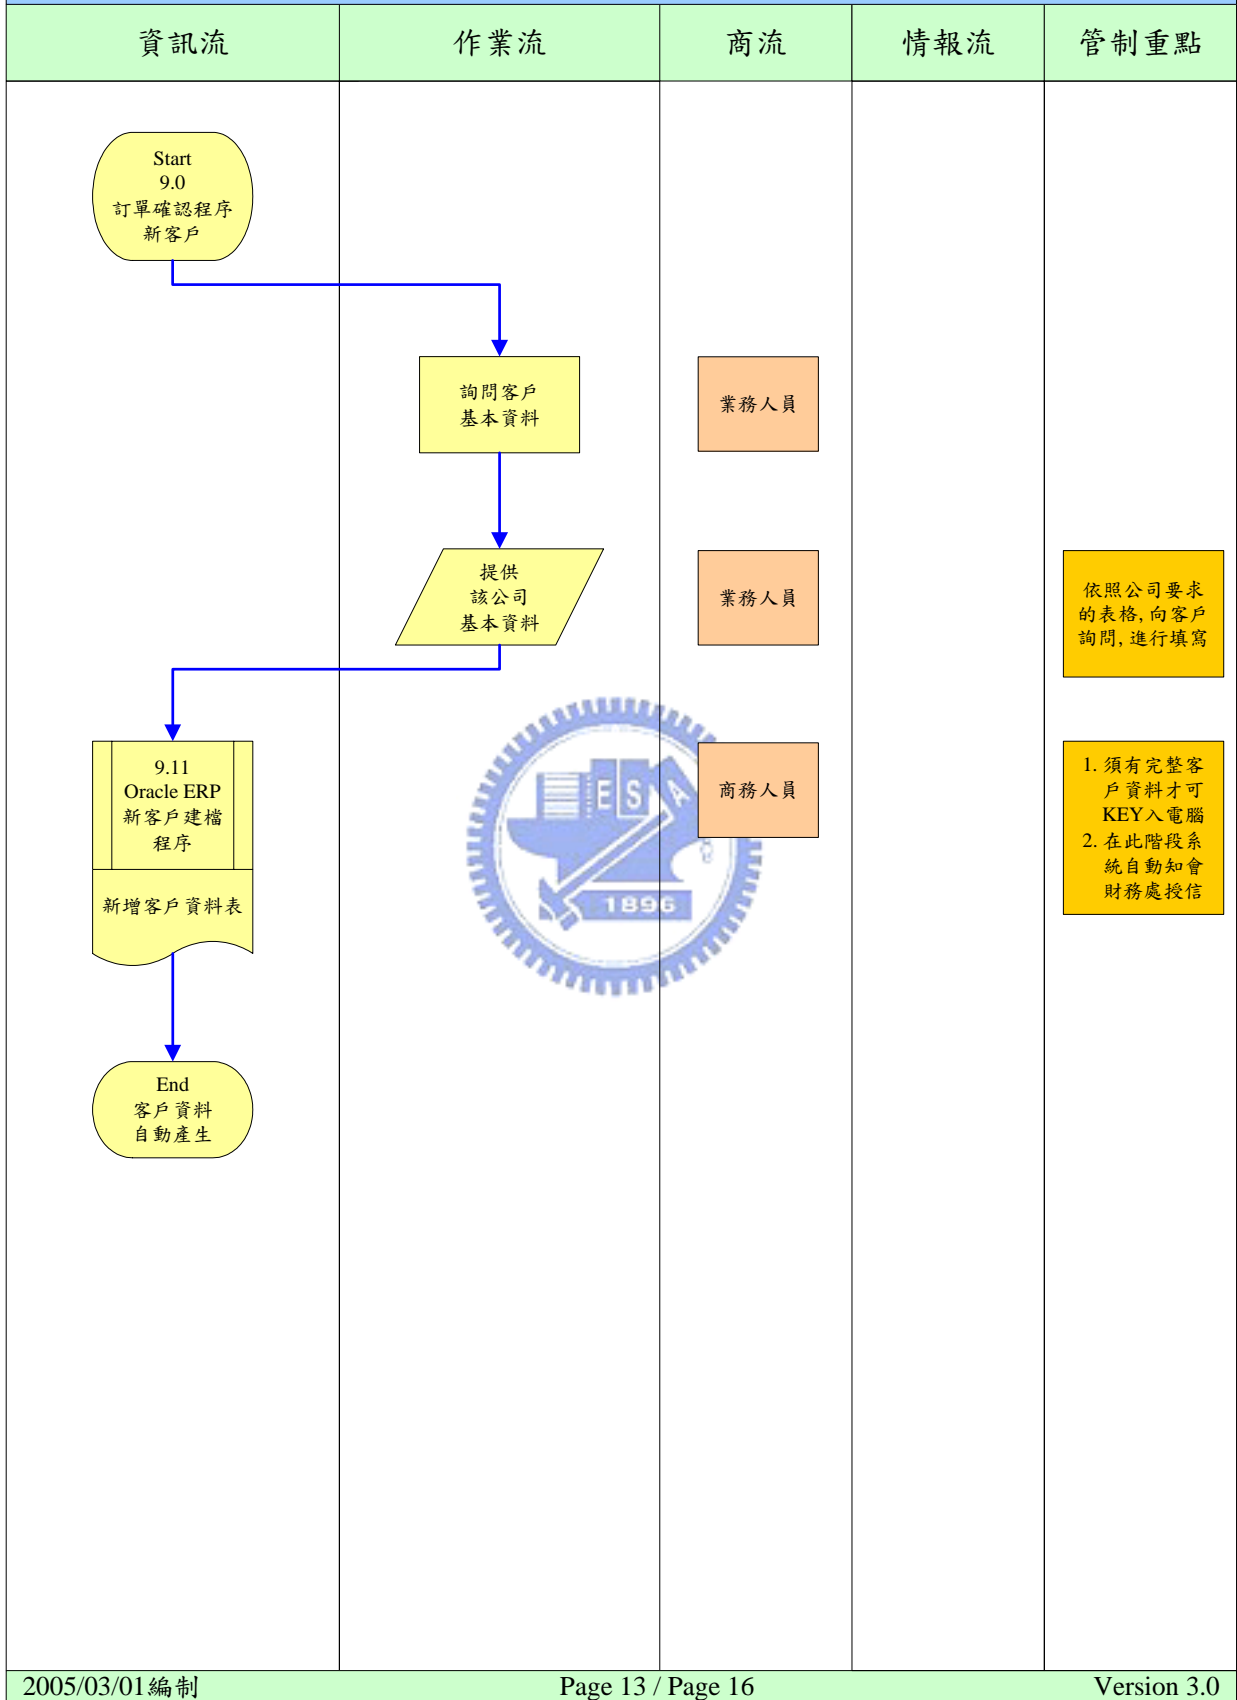 資訊流
作業流
商流
情報流
管制重點
Start
9.0
訂單確認程序
新客戶
詢問客戶
基本資料
業務人員
提供
該公司
基本資料
業務人員
依照公司要求
的表格, 向客戶
詢問, 進行填寫
9.11
Oracle ERP
新客戶建檔
程序
新增客戶資料表
ESA
1896
商務人員
1. 須有完整客
戶資料才可
KEY入電腦
2. 在此階段系
統自動知會
財務處授信
End
客戶資料
自動產生
2005/03/01編制
Page 13 / Page 16
Version 3.0